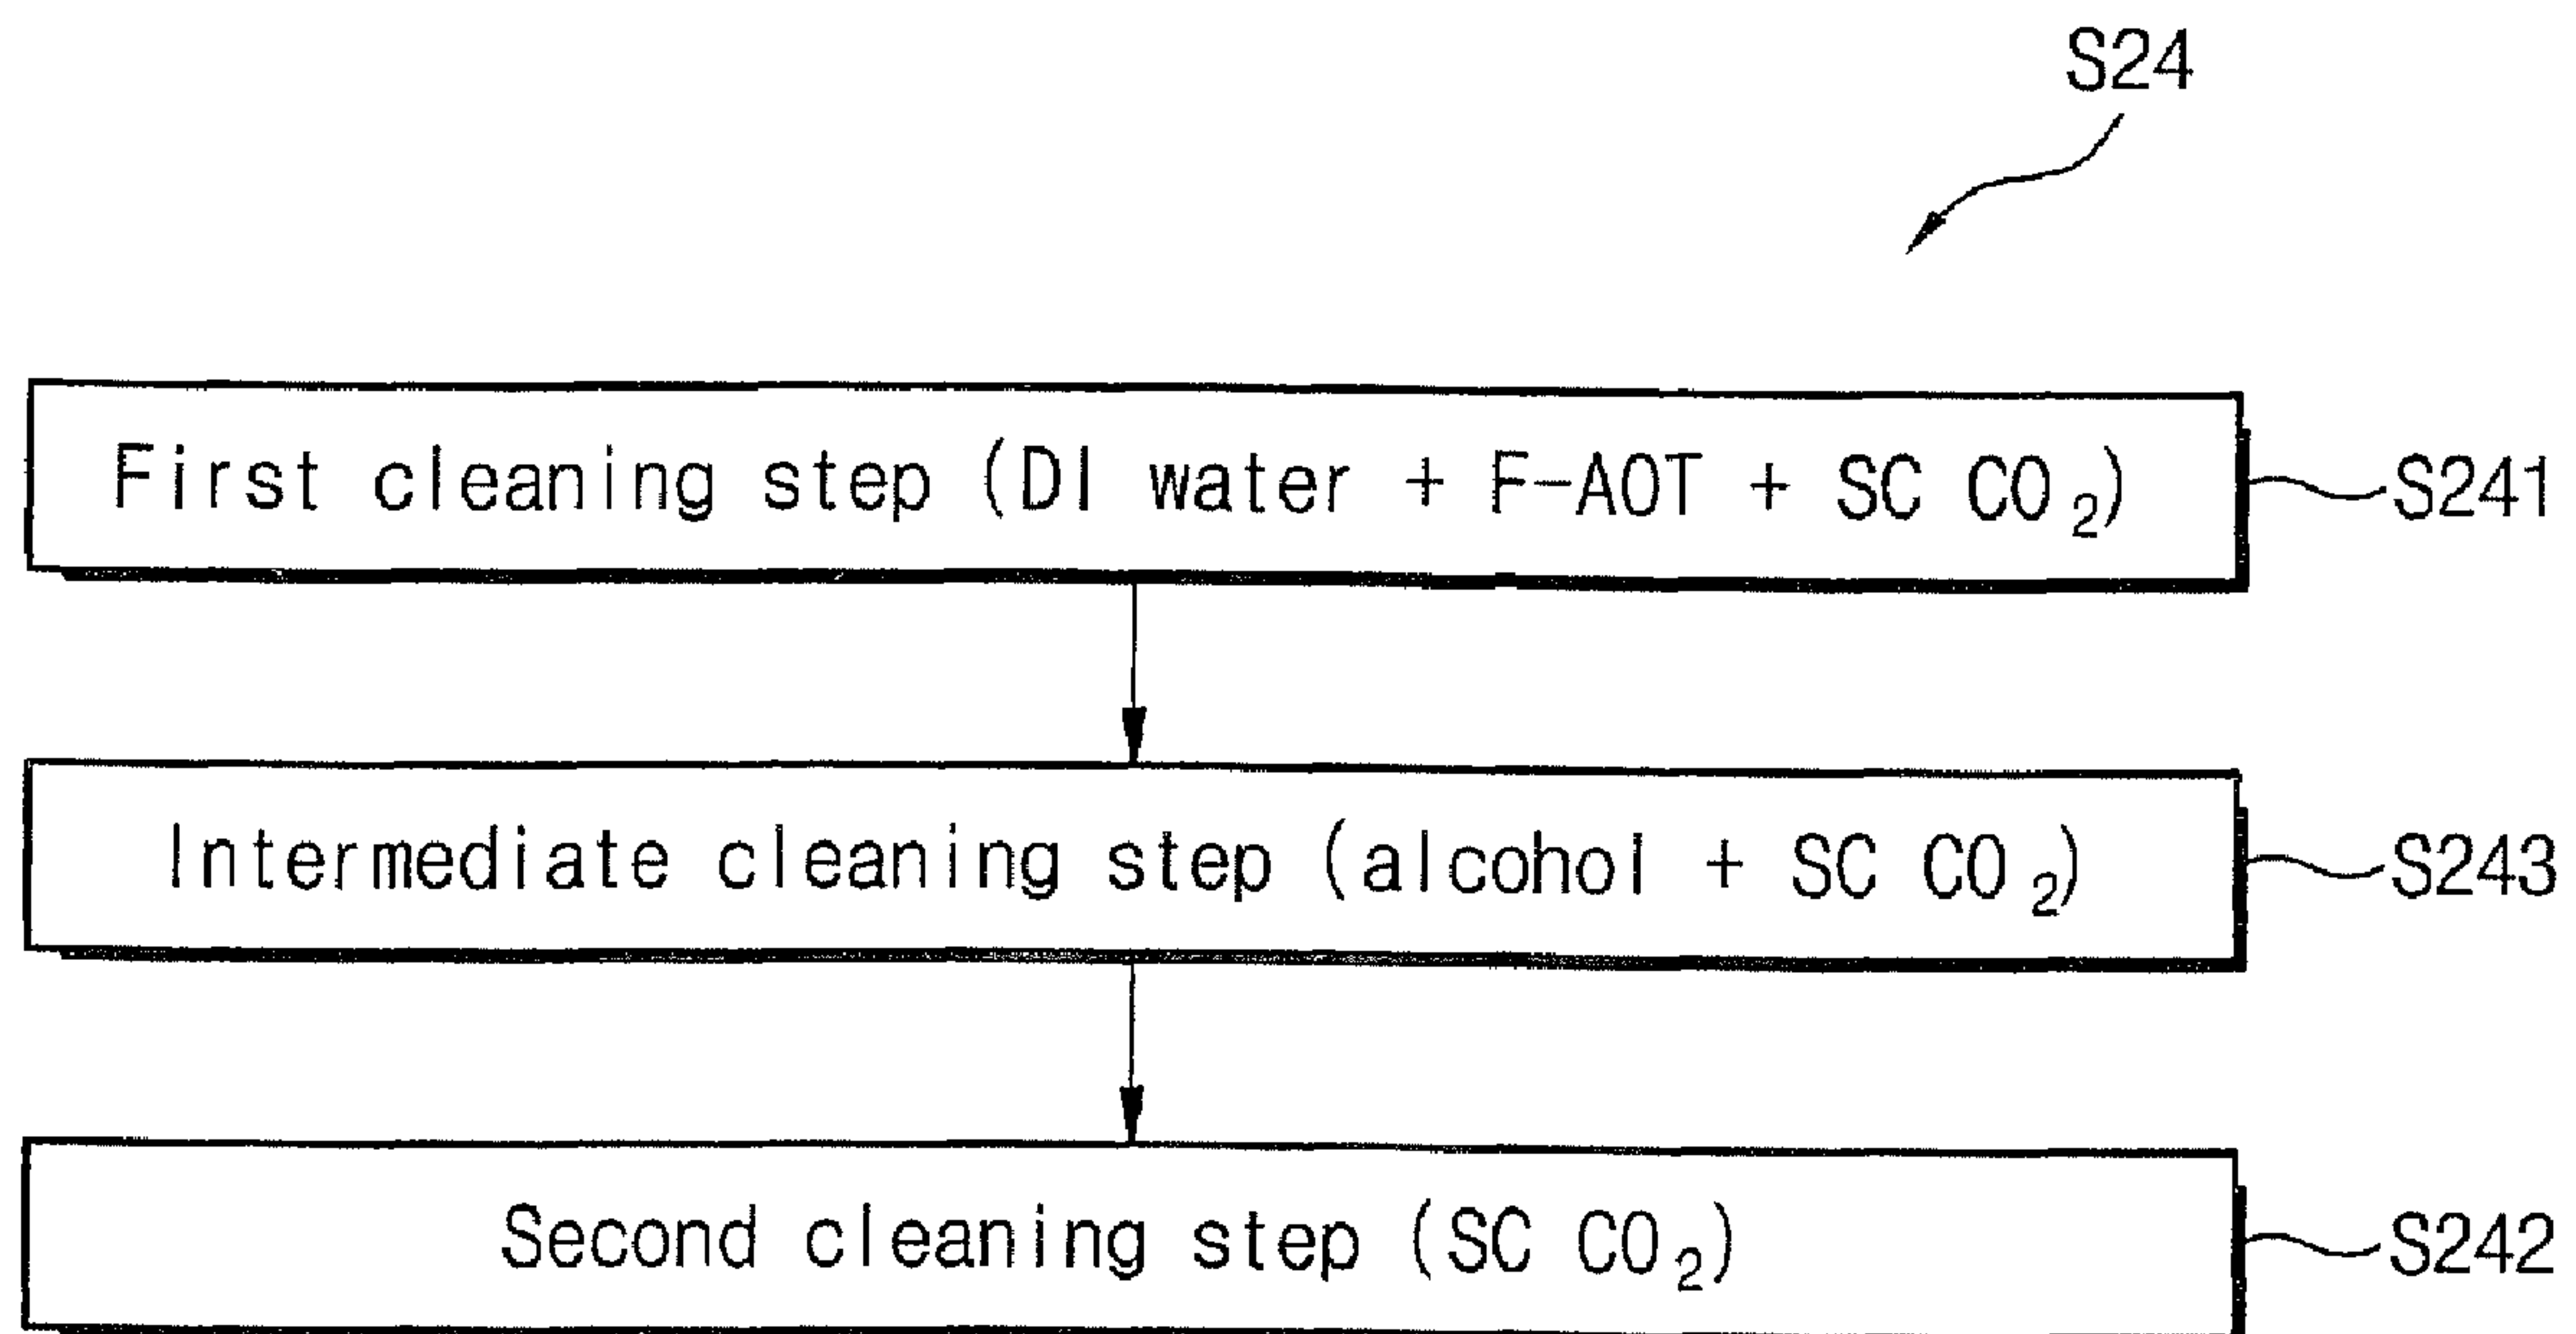 S24
First cleaning step (DI water + F-AOT + SC CO₂)
S241
Intermediate cleaning step (alcohol + SC CO₂)
S243
Second cleaning step (SC CO₂)
S242